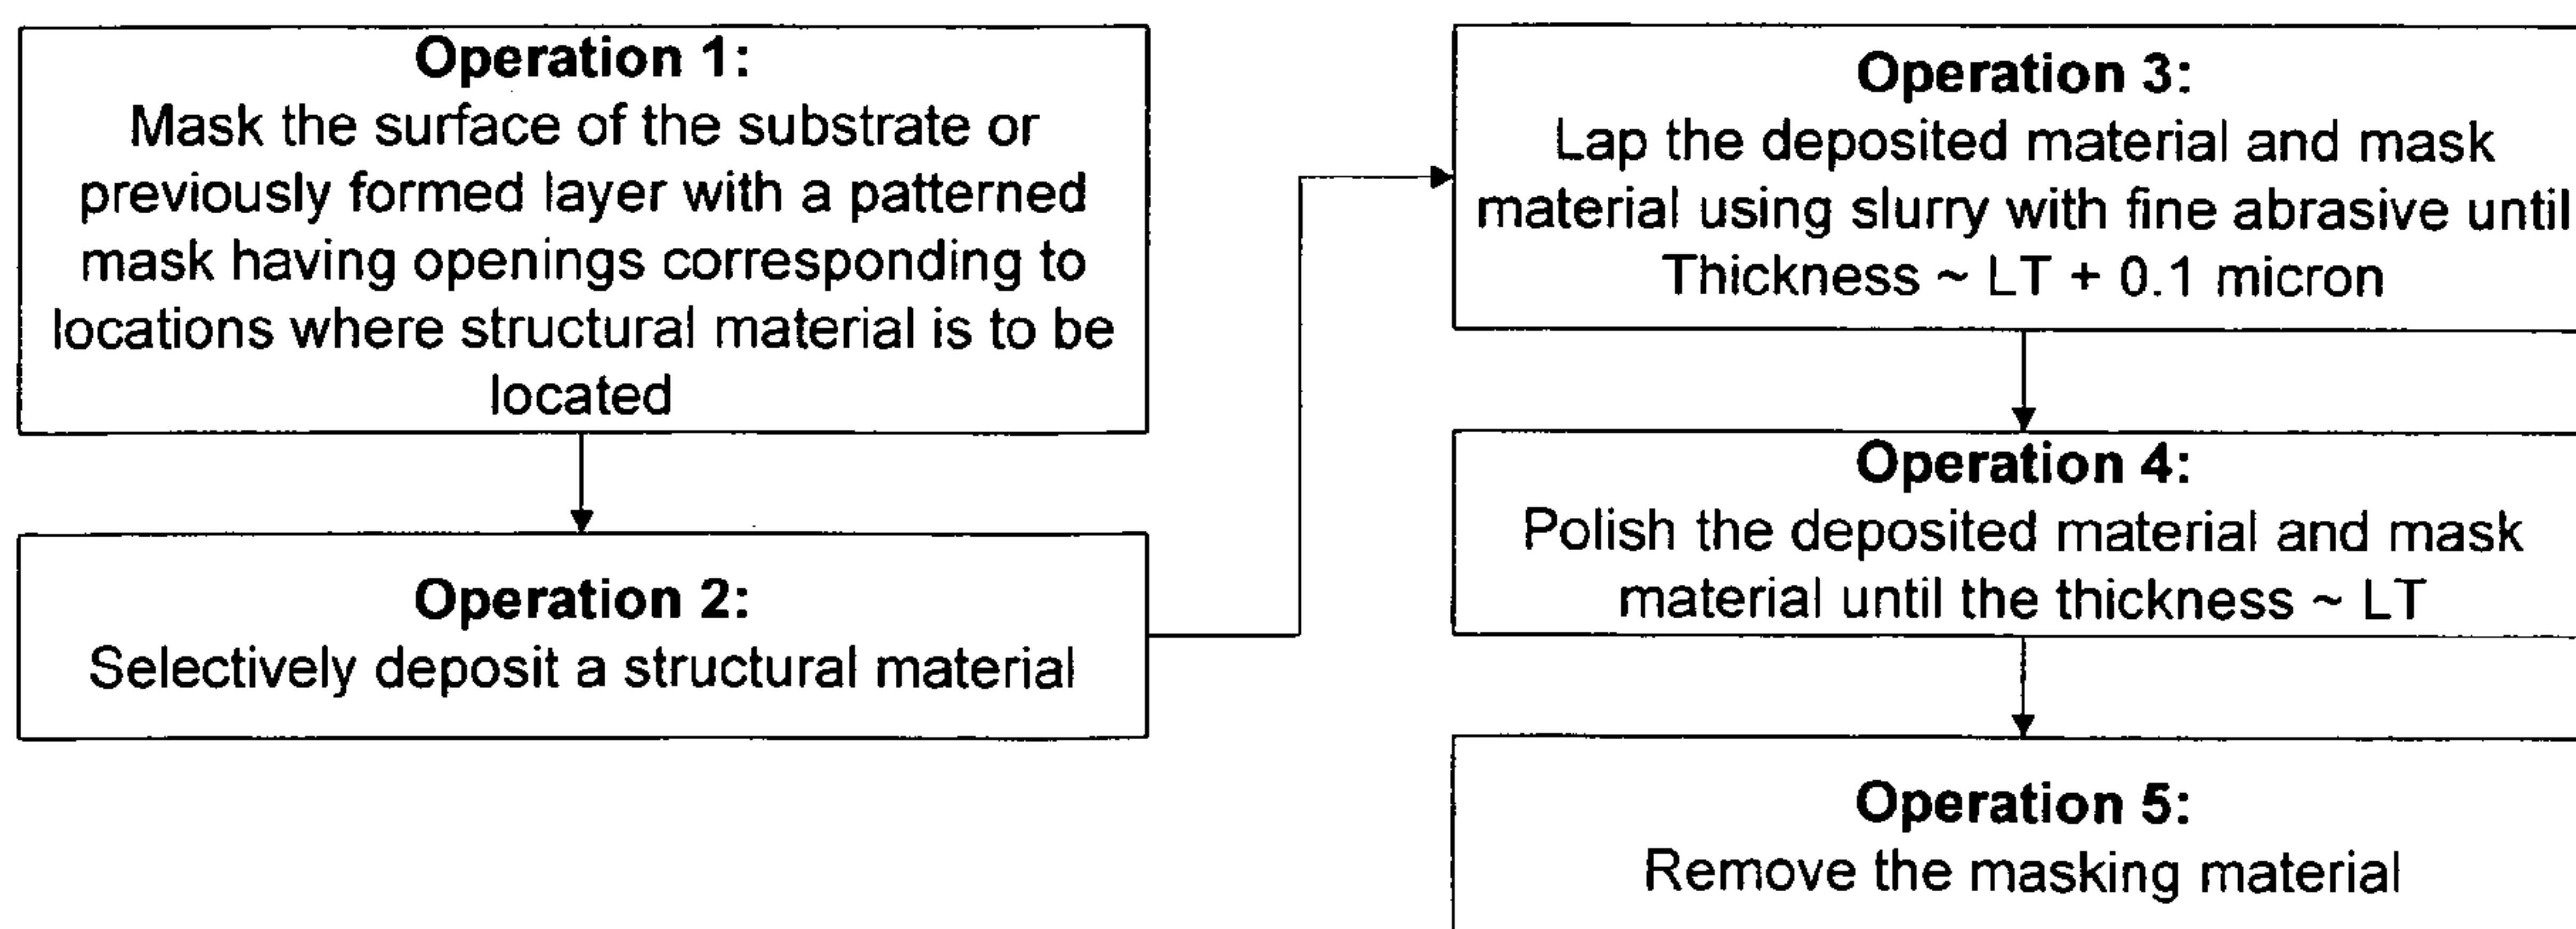 Operation 1:
Mask the surface of the substrate or
previously formed layer with a patterned
mask having openings corresponding to
locations where structural material is to be
located
Operation 2:
Selectively deposit a structural material
Operation 3:
Lap the deposited material and mask
material using slurry with fine abrasive until
Thickness ~ LT + 0.1 micron
Operation 4:
Polish the deposited material and mask
material until the thickness ~ LT
Operation 5:
Remove the masking material